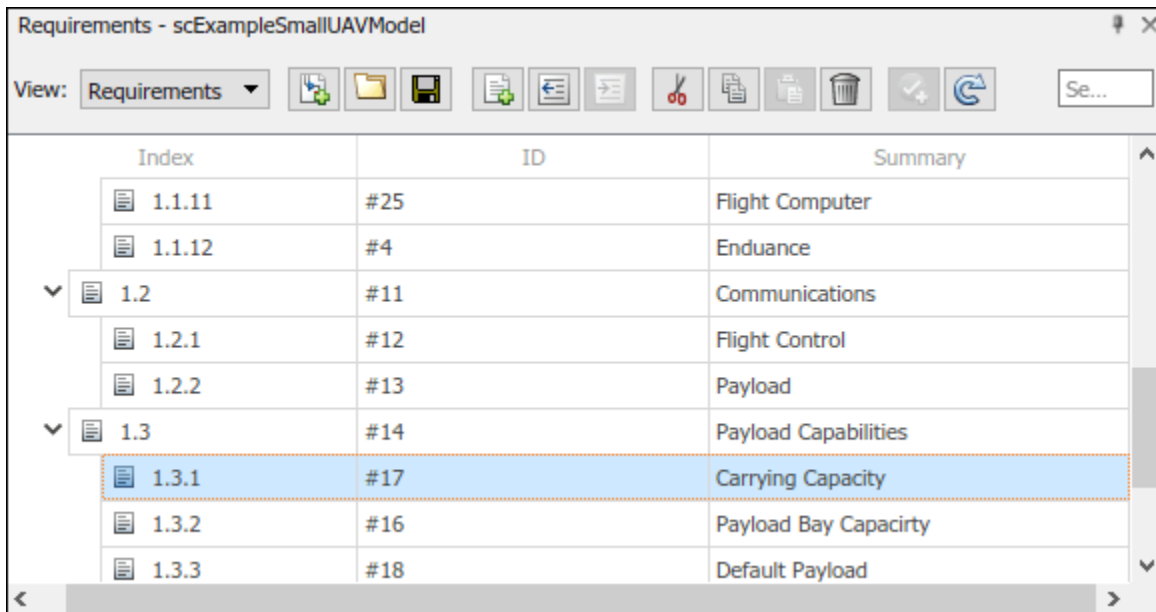 Requirements - scExampleSmallUAVModel
View: Requirements Se...
Index ID Summary
1.1.11 #25 Flight Computer
1.1.12 #4 Enduance
1.2 #11 Communications
1.2.1 #12 Flight Control
1.2.2 #13 Payload
1.3 #14 Payload Capabilities
1.3.1 #17 Carrying Capacity
1.3.2 #16 Payload Bay Capacirty
1.3.3 #18 Default Payload